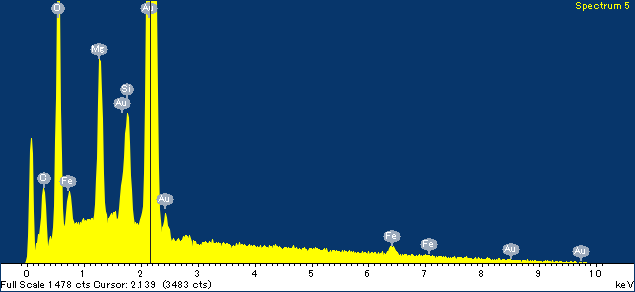 Spectrum 5
O Au
Mg
Si
Au
O Fe
Au
Fe
Fe
Au
Au
0 1 2 3 4 5 6 7 8 9 10
Full Scale 1478 cts Cursor: 2.139 (3483 cts) keV